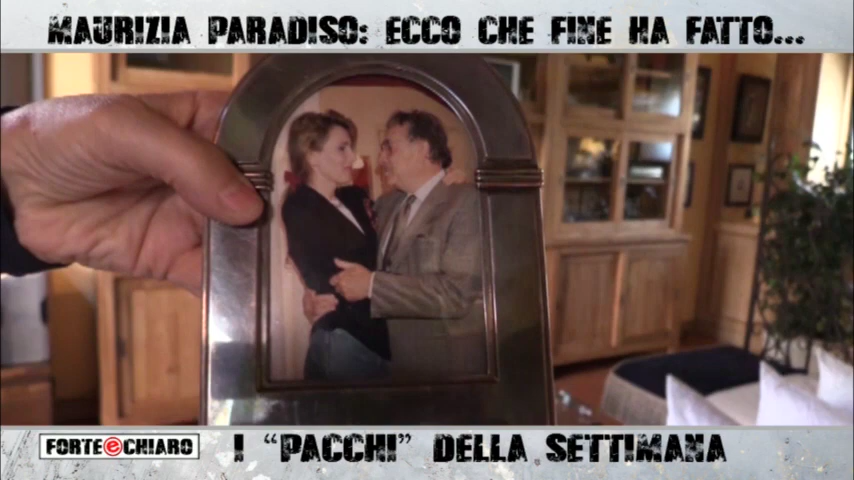 MAURIZIA PARADISO: ECCO CHE FINE HA FATTO...
FORTE e CHIARO I "PACCHI" DELLA SETTIMANA